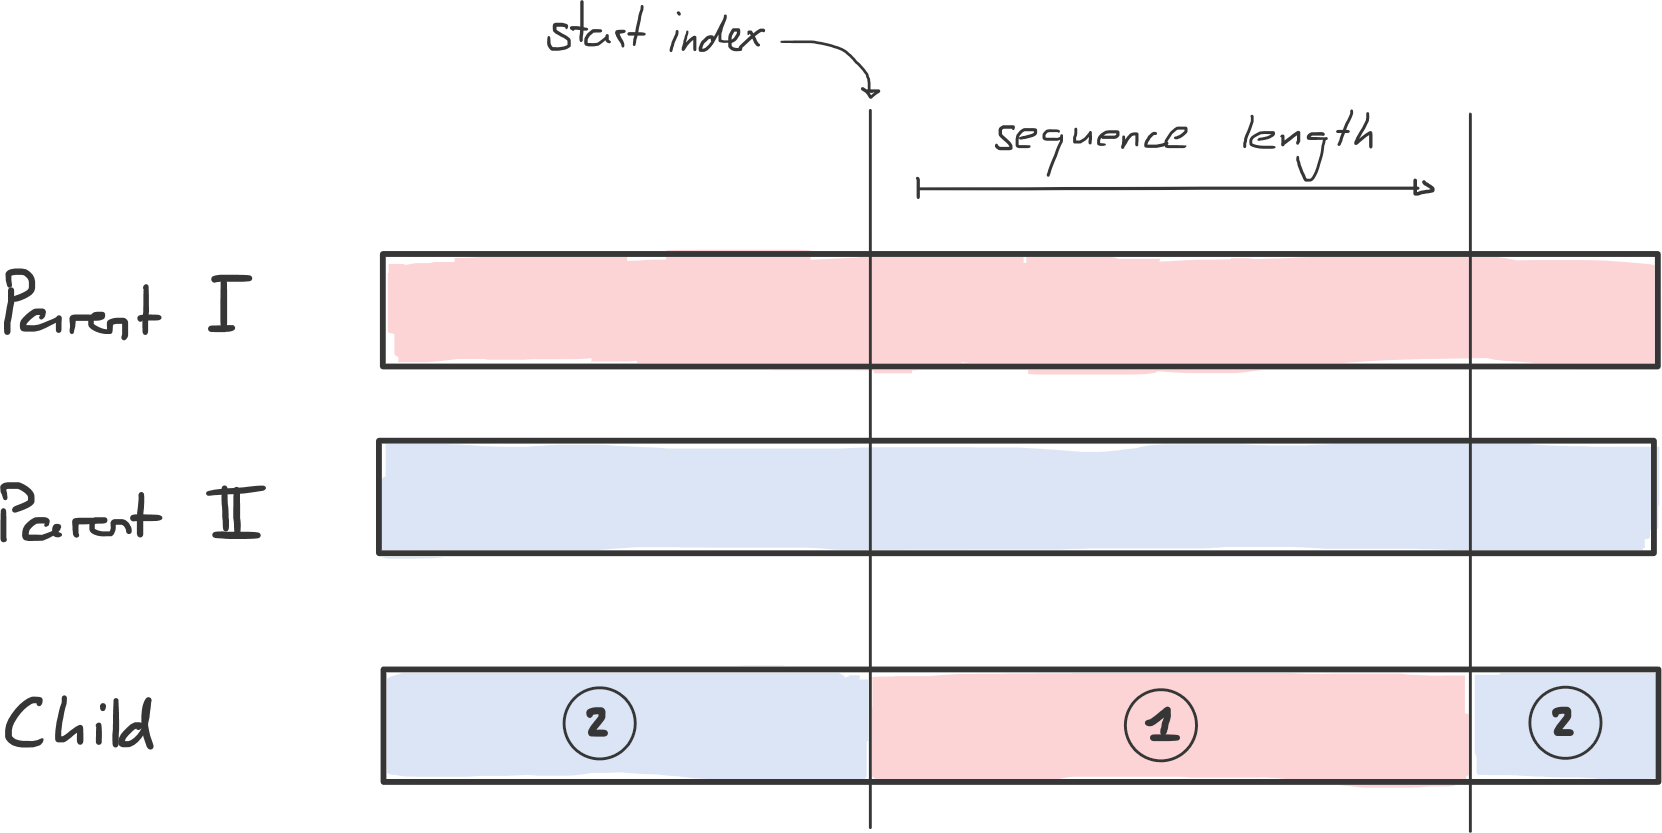 start index
sequence length
Parent I
Parent II
Child 2 1 2